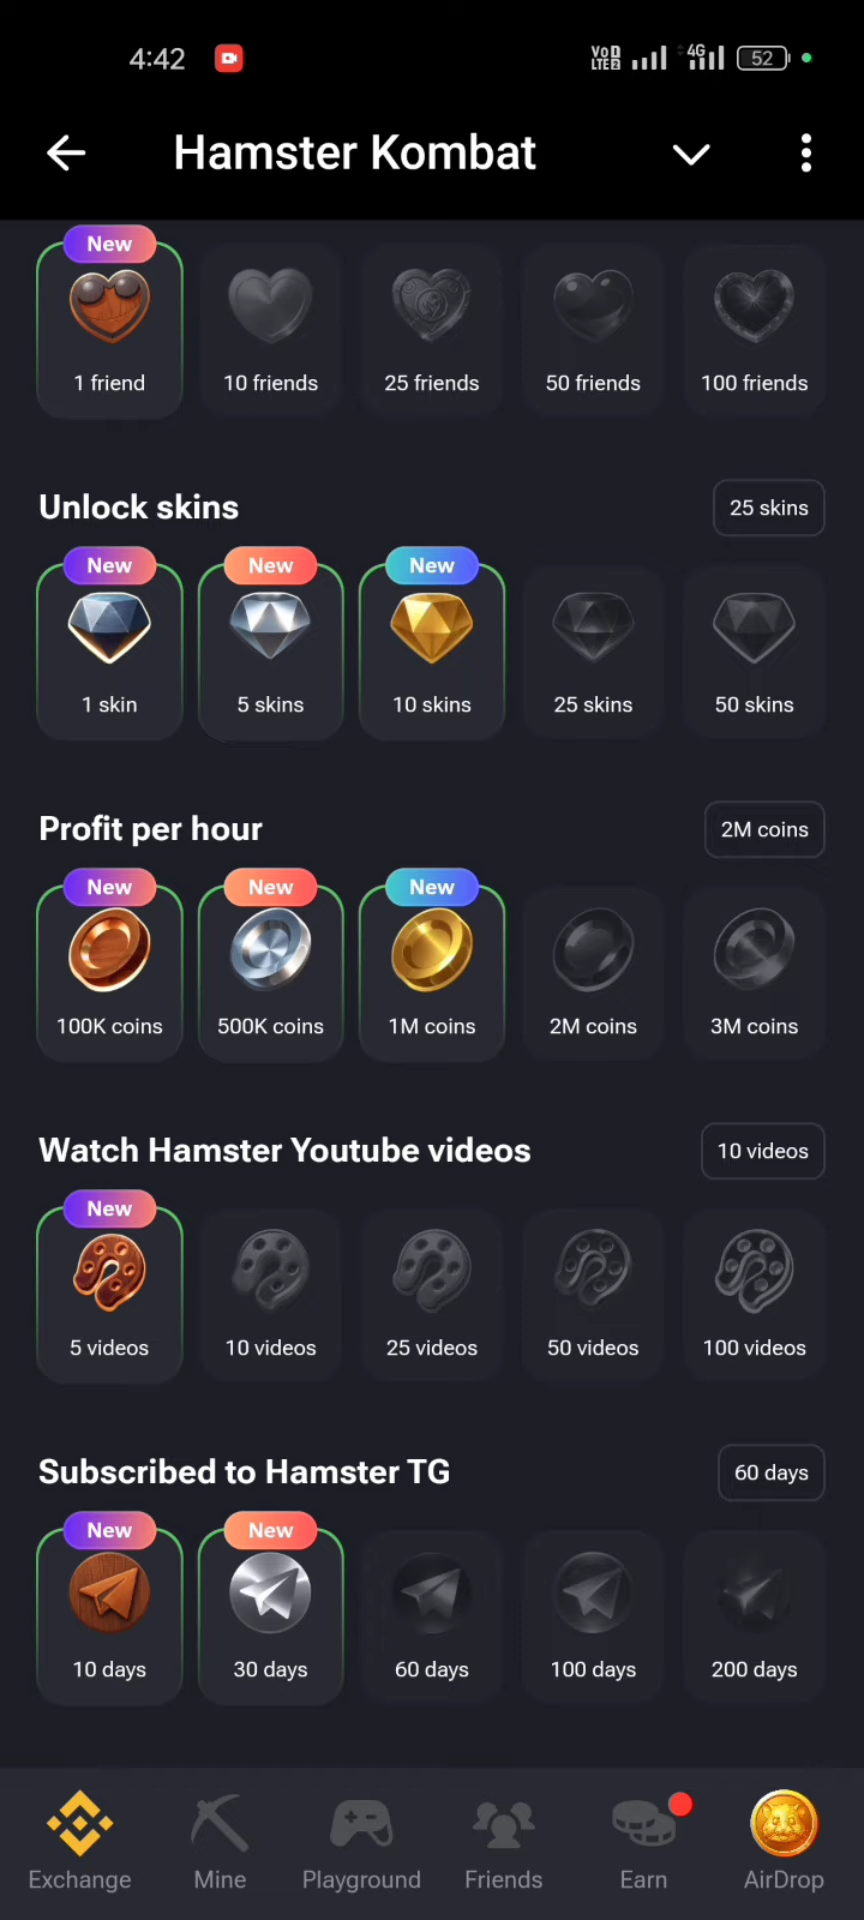 4:42
VoD LTE2 4G 52
Hamster Kombat
New
1 friend 10 friends 25 friends 50 friends 100 friends
Unlock skins 25 skins
New New New
1 skin 5 skins 10 skins 25 skins 50 skins
Profit per hour 2M coins
New New New
100K coins 500K coins 1M coins 2M coins 3M coins
Watch Hamster Youtube videos 10 videos
New
5 videos 10 videos 25 videos 50 videos 100 videos
Subscribed to Hamster TG 60 days
New New
10 days 30 days 60 days 100 days 200 days
Exchange Mine Playground Friends Earn AirDrop